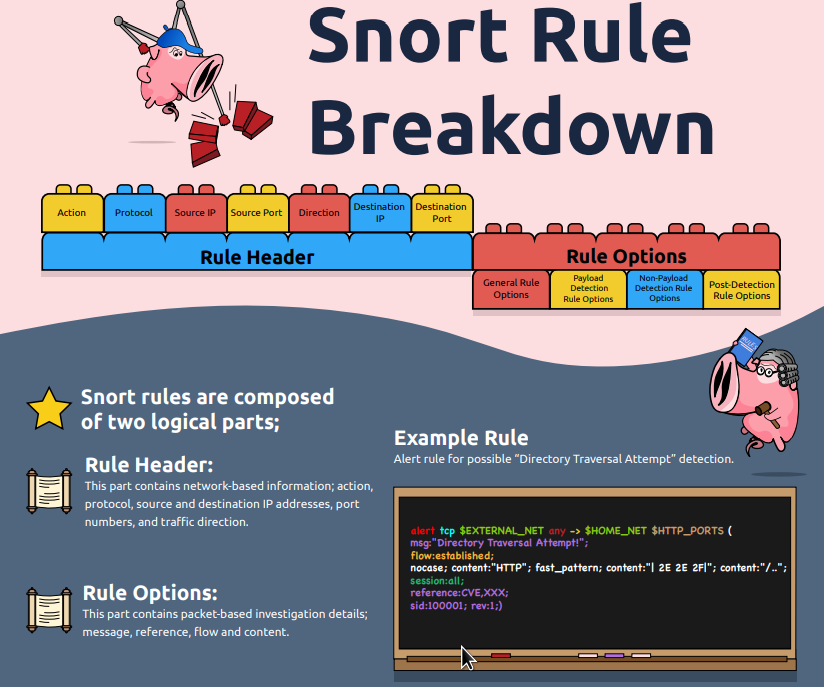 Snort Rule
Breakdown
Action
Protocol
Source IP
Source Port
Direction
Destination
IP
Destination
Port
Rule Header
Rule Options
General Rule
Options
Payload
Detection
Rule Options
Non-Payload
Detection Rule
Options
Post-Detection
Rule Options
RULES
Snort rules are composed
of two logical parts;
Rule Header:
This part contains network-based information; action,
protocol, source and destination IP addresses, port
numbers, and traffic direction.
Rule Options:
This part contains packet-based investigation details;
message, reference, flow and content.
Example Rule
Alert rule for possible "Directory Traversal Attempt" detection.
alert tcp $EXTERNAL_NET any -> $HOME_NET $HTTP_PORTS (
msg:"Directory Traversal Attempt!";
flow:established;
nocase; content:"HTTP"; fast_pattern; content:"| 2E 2E 2F|"; content:"/..";
session:all;
reference:CVE,XXX;
sid:100001; rev:1;)